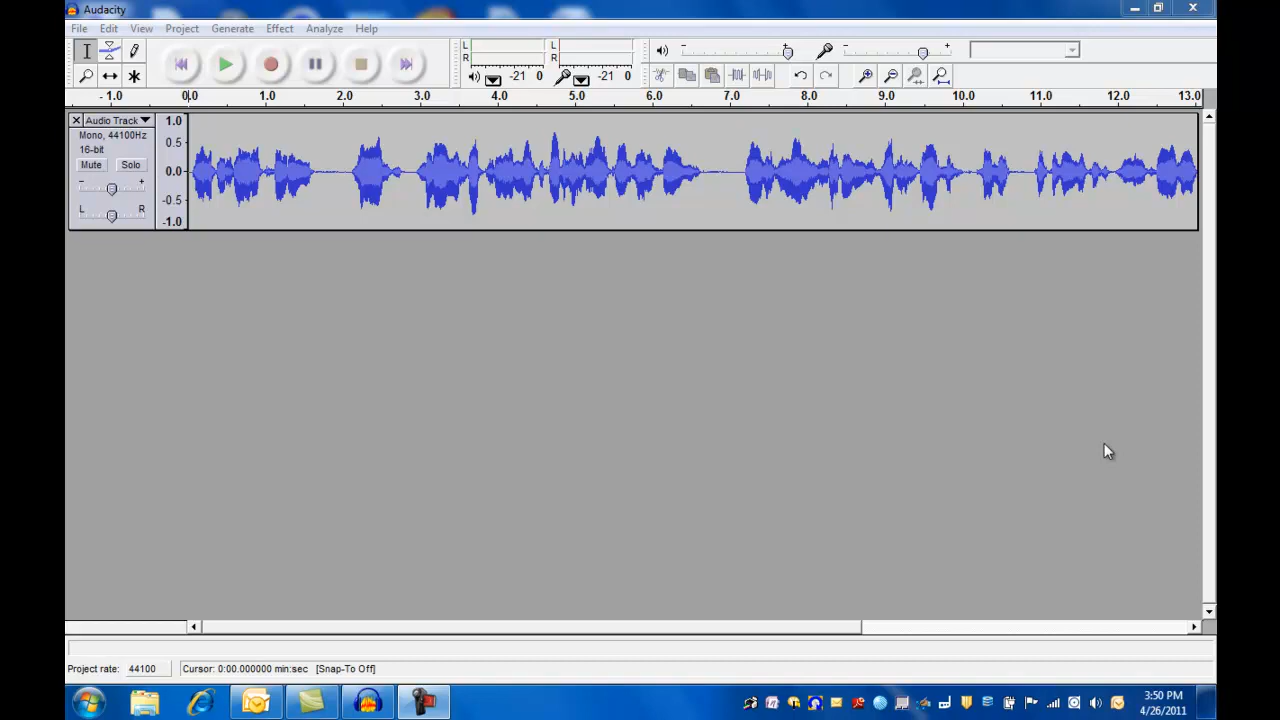 Audacity
File Edit View Project Generate Effect Analyze Help
L
R
-21 0
L
R
-21 0
- + - +
- 1.0 0.0 1.0 2.0 3.0 4.0 5.0 6.0 7.0 8.0 9.0 10.0 11.0 12.0 13.0
Audio Track
Mono, 44100Hz
16-bit
Mute Solo
- +
L R
1.0
0.5
0.0
-0.5
-1.0
Project rate: 44100 Cursor: 0:00.000000 min:sec [Snap-To Off]
3:50 PM
4/26/2011